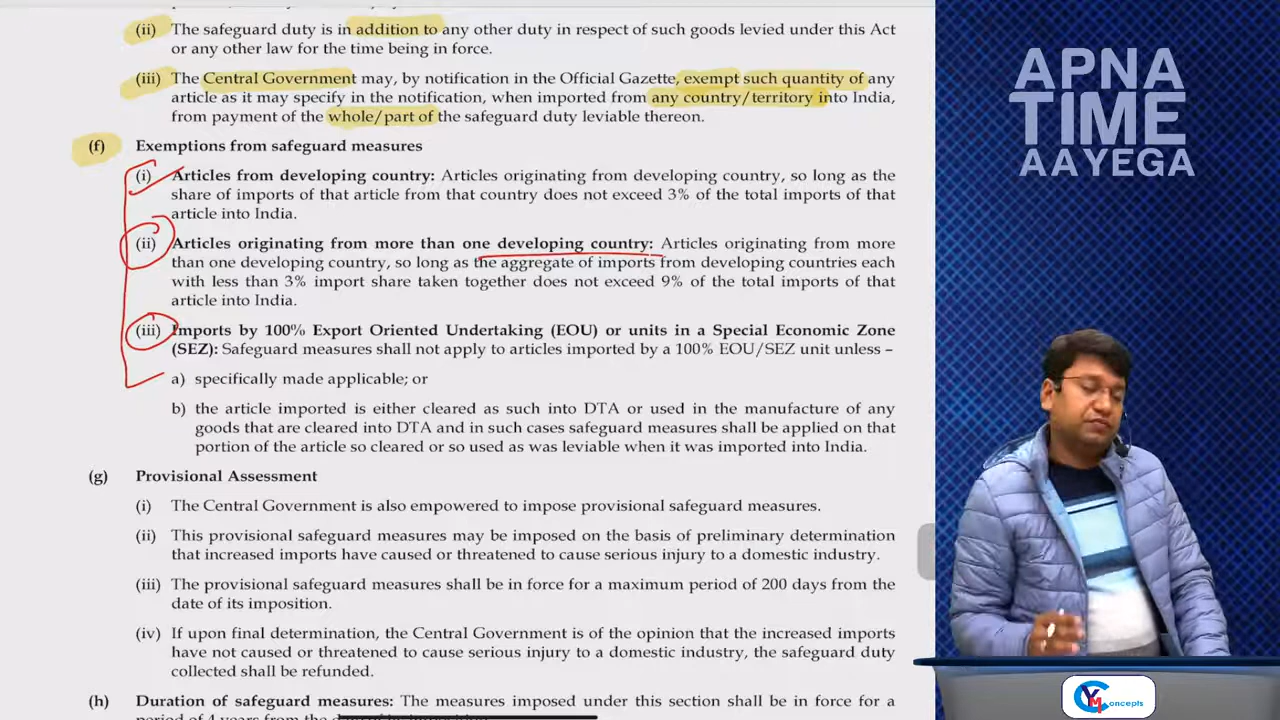 (ii) The safeguard duty is in addition to any other duty in respect of such goods levied under this Act
or any other law for the time being in force.
(iii) The Central Government may, by notification in the Official Gazette, exempt such quantity of any
article as it may specify in the notification, when imported from any country/territory into India,
from payment of the whole/part of the safeguard duty leviable thereon.
(f) Exemptions from safeguard measures
(i) Articles from developing country: Articles originating from developing country, so long as the
share of imports of that article from that country does not exceed 3% of the total imports of that
article into India.
(ii) Articles originating from more than one developing country: Articles originating from more
than one developing country, so long as the aggregate of imports from developing countries each
with less than 3% import share taken together does not exceed 9% of the total imports of that
article into India.
(iii) Imports by 100% Export Oriented Undertaking (EOU) or units in a Special Economic Zone
(SEZ): Safeguard measures shall not apply to articles imported by a 100% EOU/SEZ unit unless –
a) specifically made applicable; or
b) the article imported is either cleared as such into DTA or used in the manufacture of any
goods that are cleared into DTA and in such cases safeguard measures shall be applied on that
portion of the article so cleared or so used as was leviable when it was imported into India.
(g) Provisional Assessment
(i) The Central Government is also empowered to impose provisional safeguard measures.
(ii) This provisional safeguard measures may be imposed on the basis of preliminary determination
that increased imports have caused or threatened to cause serious injury to a domestic industry.
(iii) The provisional safeguard measures shall be in force for a maximum period of 200 days from the
date of its imposition.
(iv) If upon final determination, the Central Government is of the opinion that the increased imports
have not caused or threatened to cause serious injury to a domestic industry, the safeguard duty
collected shall be refunded.
(h) Duration of safeguard measures: The measures imposed under this section shall be in force for a
period of 4 years from the
APNA
TIME
AAYEGA
YM
Concepts